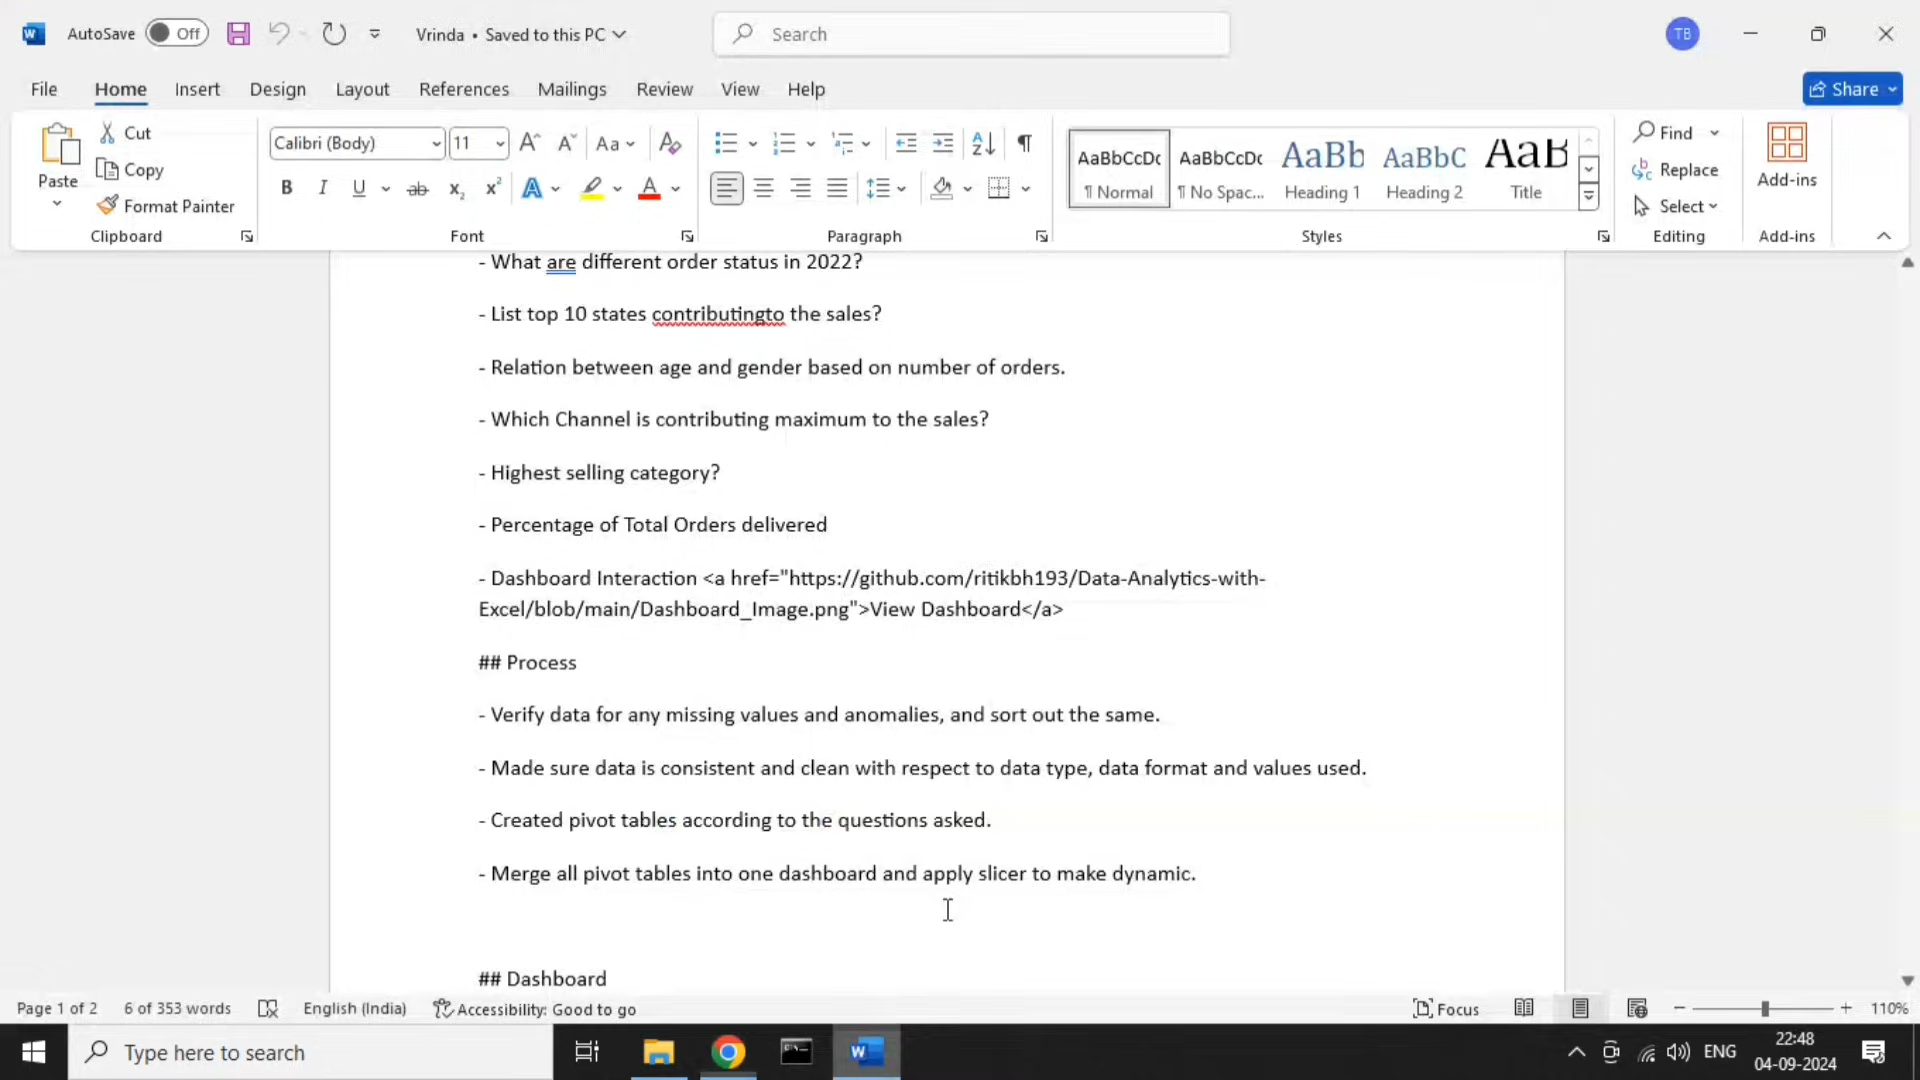 AutoSave Off Vrinda • Saved to this PC Search TB
File Home Insert Design Layout References Mailings Review View Help Share
Paste Cut Copy Format Painter
Calibri (Body) 11
AaBbCcDc AaBbCcDc AaBb AaBbC AaB
¶ Normal ¶ No Spac... Heading 1 Heading 2 Title
Find Replace Select Add-ins
Clipboard Font Paragraph Styles Editing Add-ins
- What are different order status in 2022?
- List top 10 states contributingto the sales?
- Relation between age and gender based on number of orders.
- Which Channel is contributing maximum to the sales?
- Highest selling category?
- Percentage of Total Orders delivered
- Dashboard Interaction <a href="https://github.com/ritikbh193/Data-Analytics-with-
Excel/blob/main/Dashboard_Image.png">View Dashboard</a>
## Process
- Verify data for any missing values and anomalies, and sort out the same.
- Made sure data is consistent and clean with respect to data type, data format and values used.
- Created pivot tables according to the questions asked.
- Merge all pivot tables into one dashboard and apply slicer to make dynamic.
## Dashboard
Page 1 of 2 6 of 353 words English (India) Accessibility: Good to go Focus 110%
Type here to search ENG 22:48
04-09-2024